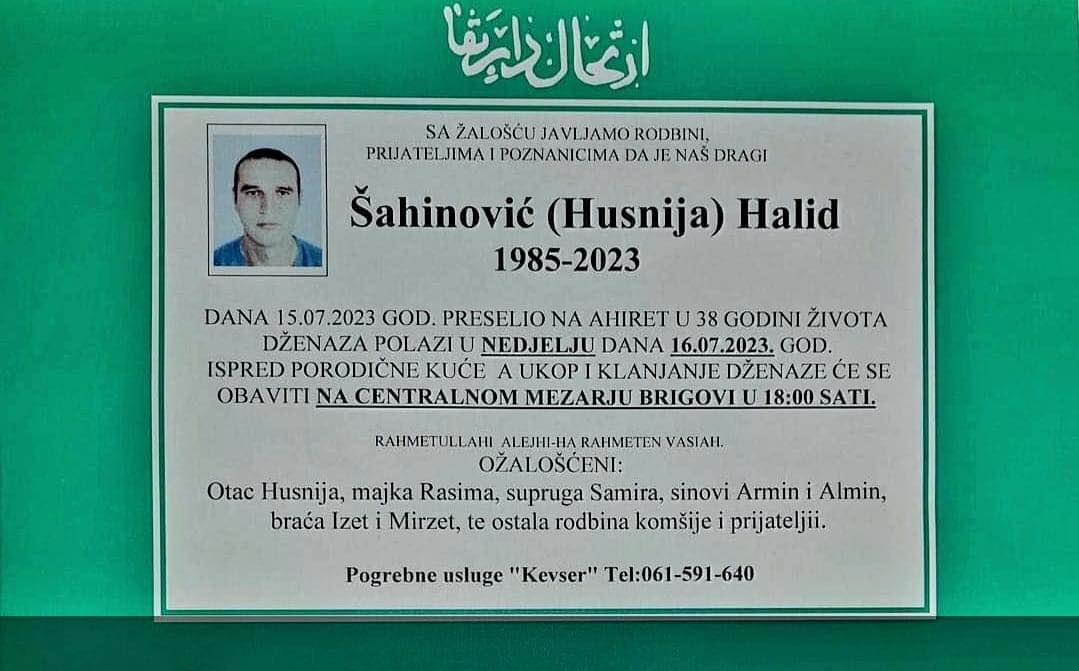 ارتحال دار بقا
SA ŽALOŠĆU JAVLJAMO RODBINI,
PRIJATELJIMA I POZNANICIMA DA JE NAŠ DRAGI
Šahinović (Husnija) Halid
1985-2023
DANA 15.07.2023 GOD. PRESELIO NA AHIRET U 38 GODINI ŽIVOTA
DŽENAZA POLAZI U NEDJELJU DANA 16.07.2023. GOD.
ISPRED PORODIČNE KUĆE A UKOP I KLANJANJE DŽENAZE ĆE SE
OBAVITI NA CENTRALNOM MEZARJU BRIGOVI U 18:00 SATI.
RAHMETULLAHI ALEJHI-HA RAHMETEN VASIAH.
OŽALOŠĆENI:
Otac Husnija, majka Rasima, supruga Samira, sinovi Armin i Almin,
braća Izet i Mirzet, te ostala rodbina komšije i prijateljii.
Pogrebne usluge "Kevser" Tel:061-591-640